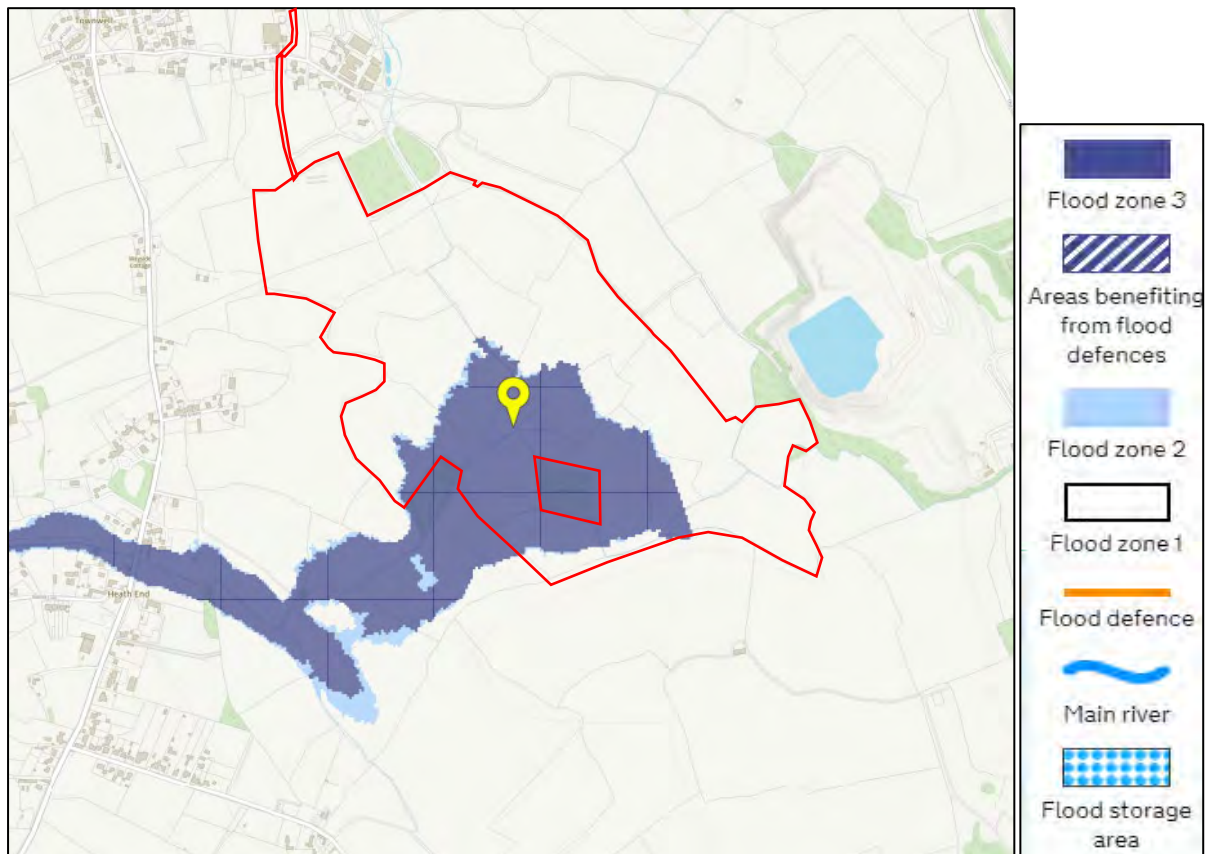 Townwell
Heath End
Flood zone 3
Areas benefiting
from flood
defences
Flood zone 2
Flood zone 1
Flood defence
Main river
Flood storage
area